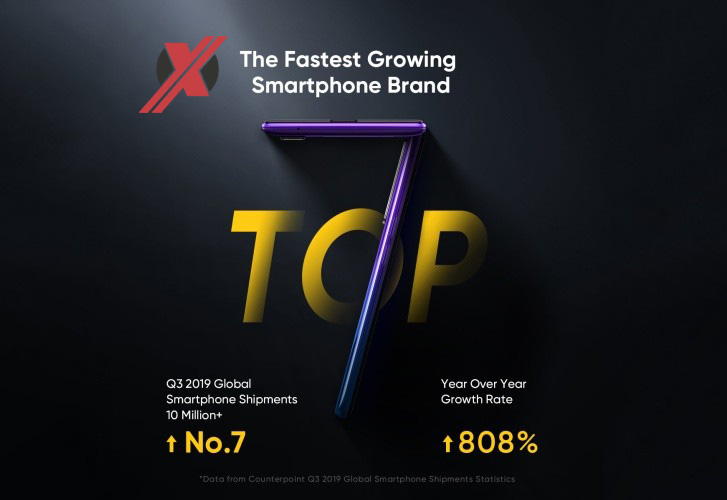 The Fastest Growing
Smartphone Brand
TOP
7
Q3 2019 Global
Smartphone Shipments
10 Million+
No.7
Year Over Year
Growth Rate
808%
*Data from Counterpoint Q3 2019 Global Smartphone Shipments Statistics